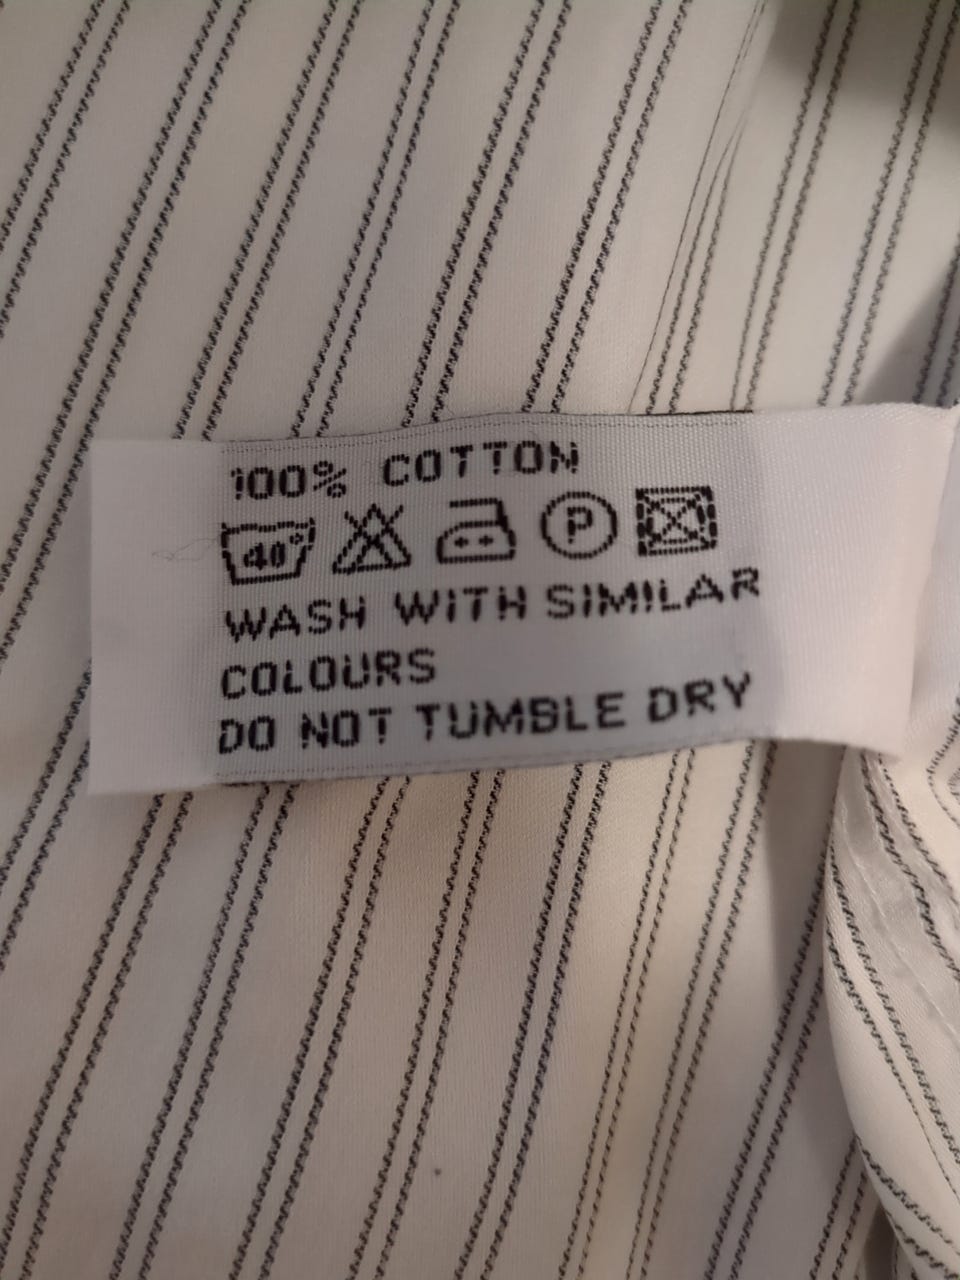 100% COTTON
40° P
WASH WITH SIMILAR
COLOURS
DO NOT TUMBLE DRY